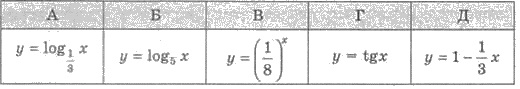 А Б В Г Д
y = log_{1/3} x y = log_5 x y = (1/8)^x y = tgx y = 1 - 1/3 x